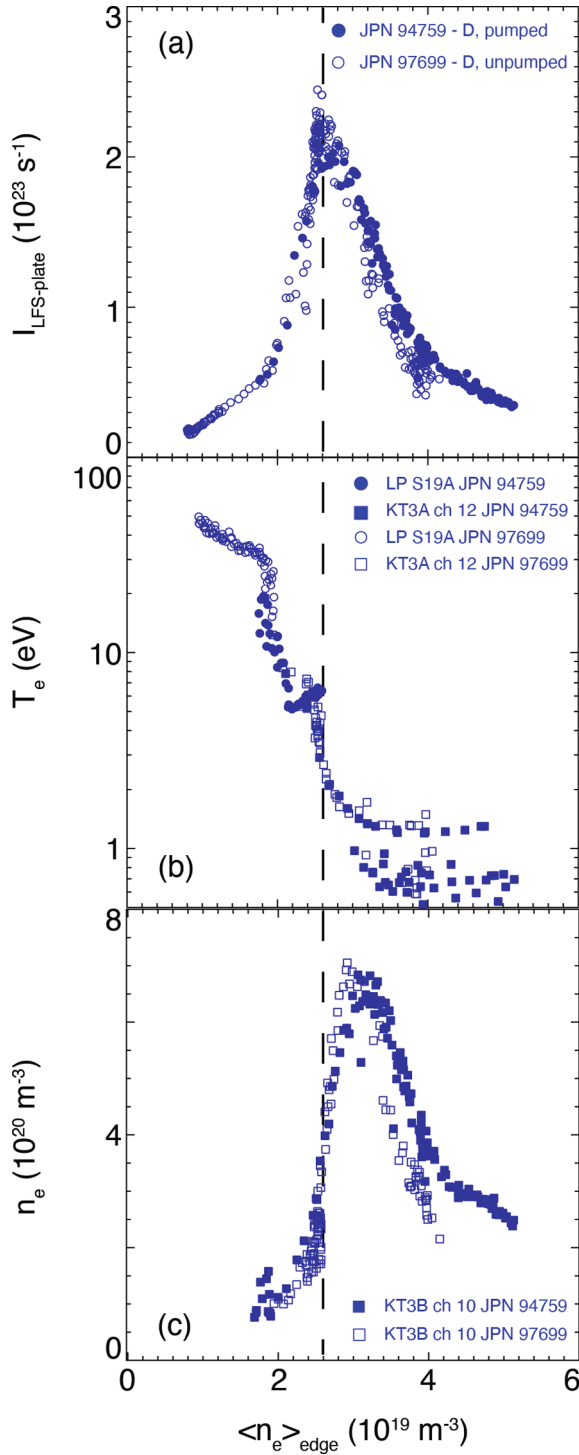 3
(a)
JPN 94759 - D, pumped
JPN 97699 - D, unpumped
2
1
0
I_LFS-plate (10^23 s^-1)
100
LP S19A JPN 94759
KT3A ch 12 JPN 94759
LP S19A JPN 97699
KT3A ch 12 JPN 97699
10
T_e (eV)
1
(b)
8
n_e (10^20 m^-3)
4
(c)
KT3B ch 10 JPN 94759
KT3B ch 10 JPN 97699
0
0 2 4 6
<n_e>_edge (10^19 m^-3)